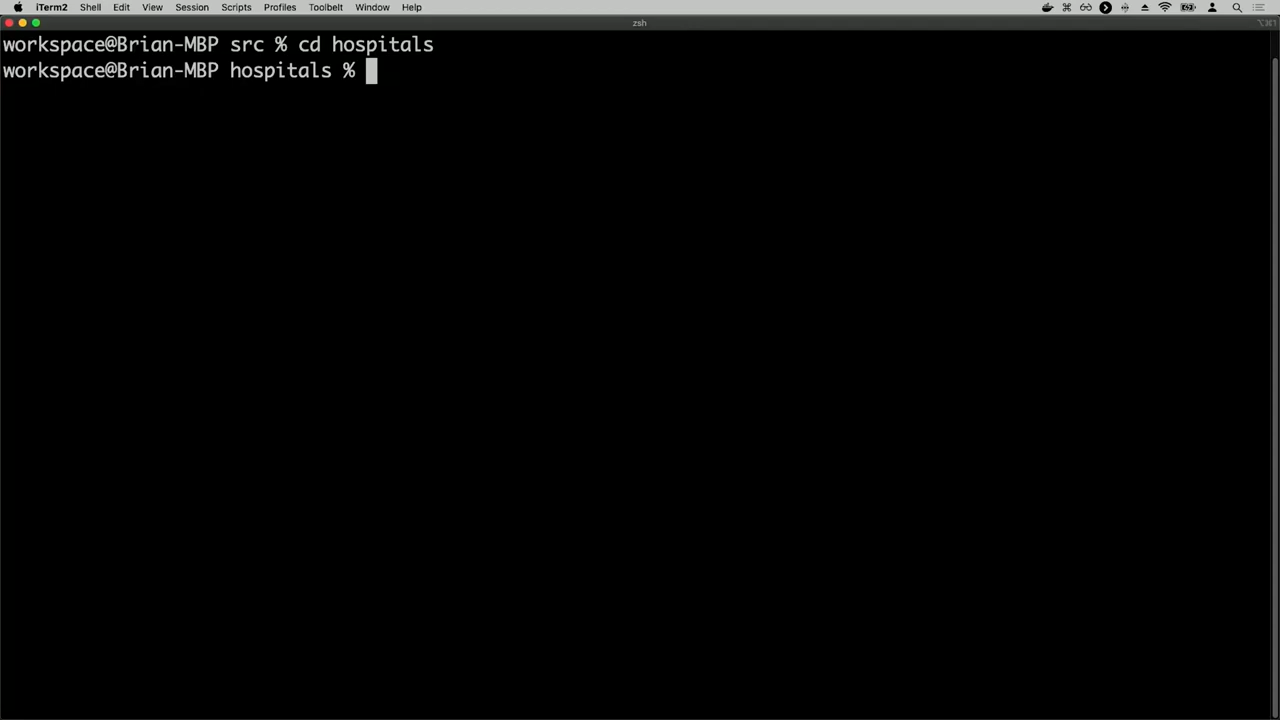 iTerm2 Shell Edit View Session Scripts Profiles Toolbelt Window Help
zsh
workspace@Brian-MBP src % cd hospitals
workspace@Brian-MBP hospitals %